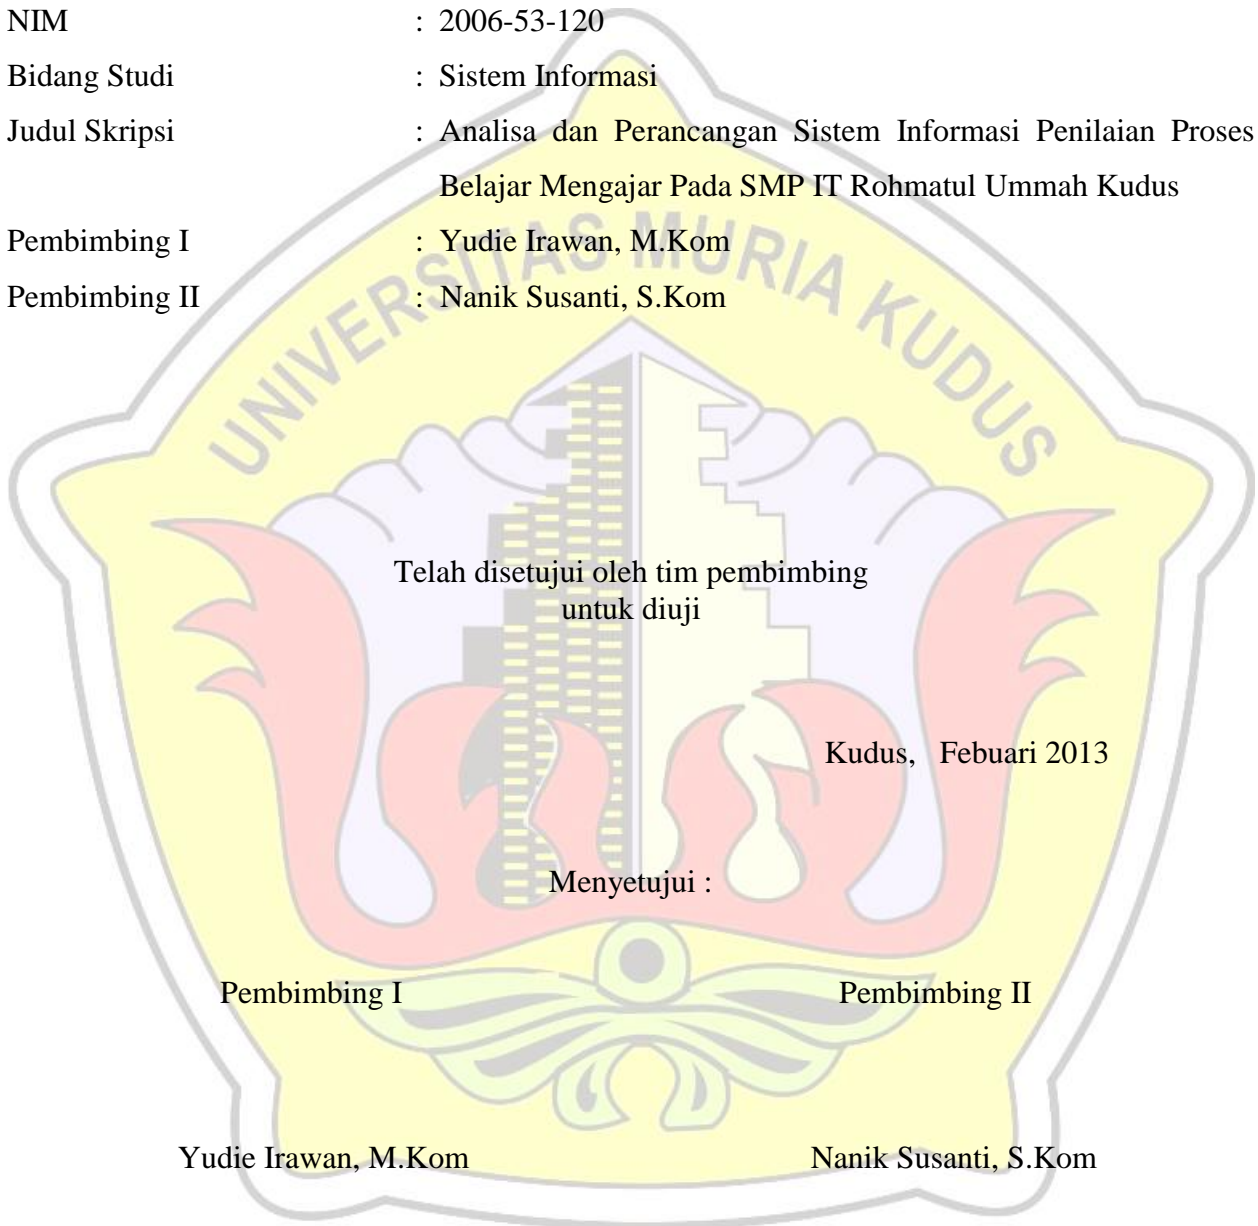 NIM : 2006-53-120
Bidang Studi : Sistem Informasi
Judul Skripsi : Analisa dan Perancangan Sistem Informasi Penilaian Proses
Belajar Mengajar Pada SMP IT Rohmatul Ummah Kudus
Pembimbing I : Yudie Irawan, M.Kom
Pembimbing II : Nanik Susanti, S.Kom
UNIVERSITAS MURIA KUDUS
Telah disetujui oleh tim pembimbing
untuk diuji
Kudus, Febuari 2013
Menyetujui :
Pembimbing I Pembimbing II
Yudie Irawan, M.Kom Nanik Susanti, S.Kom